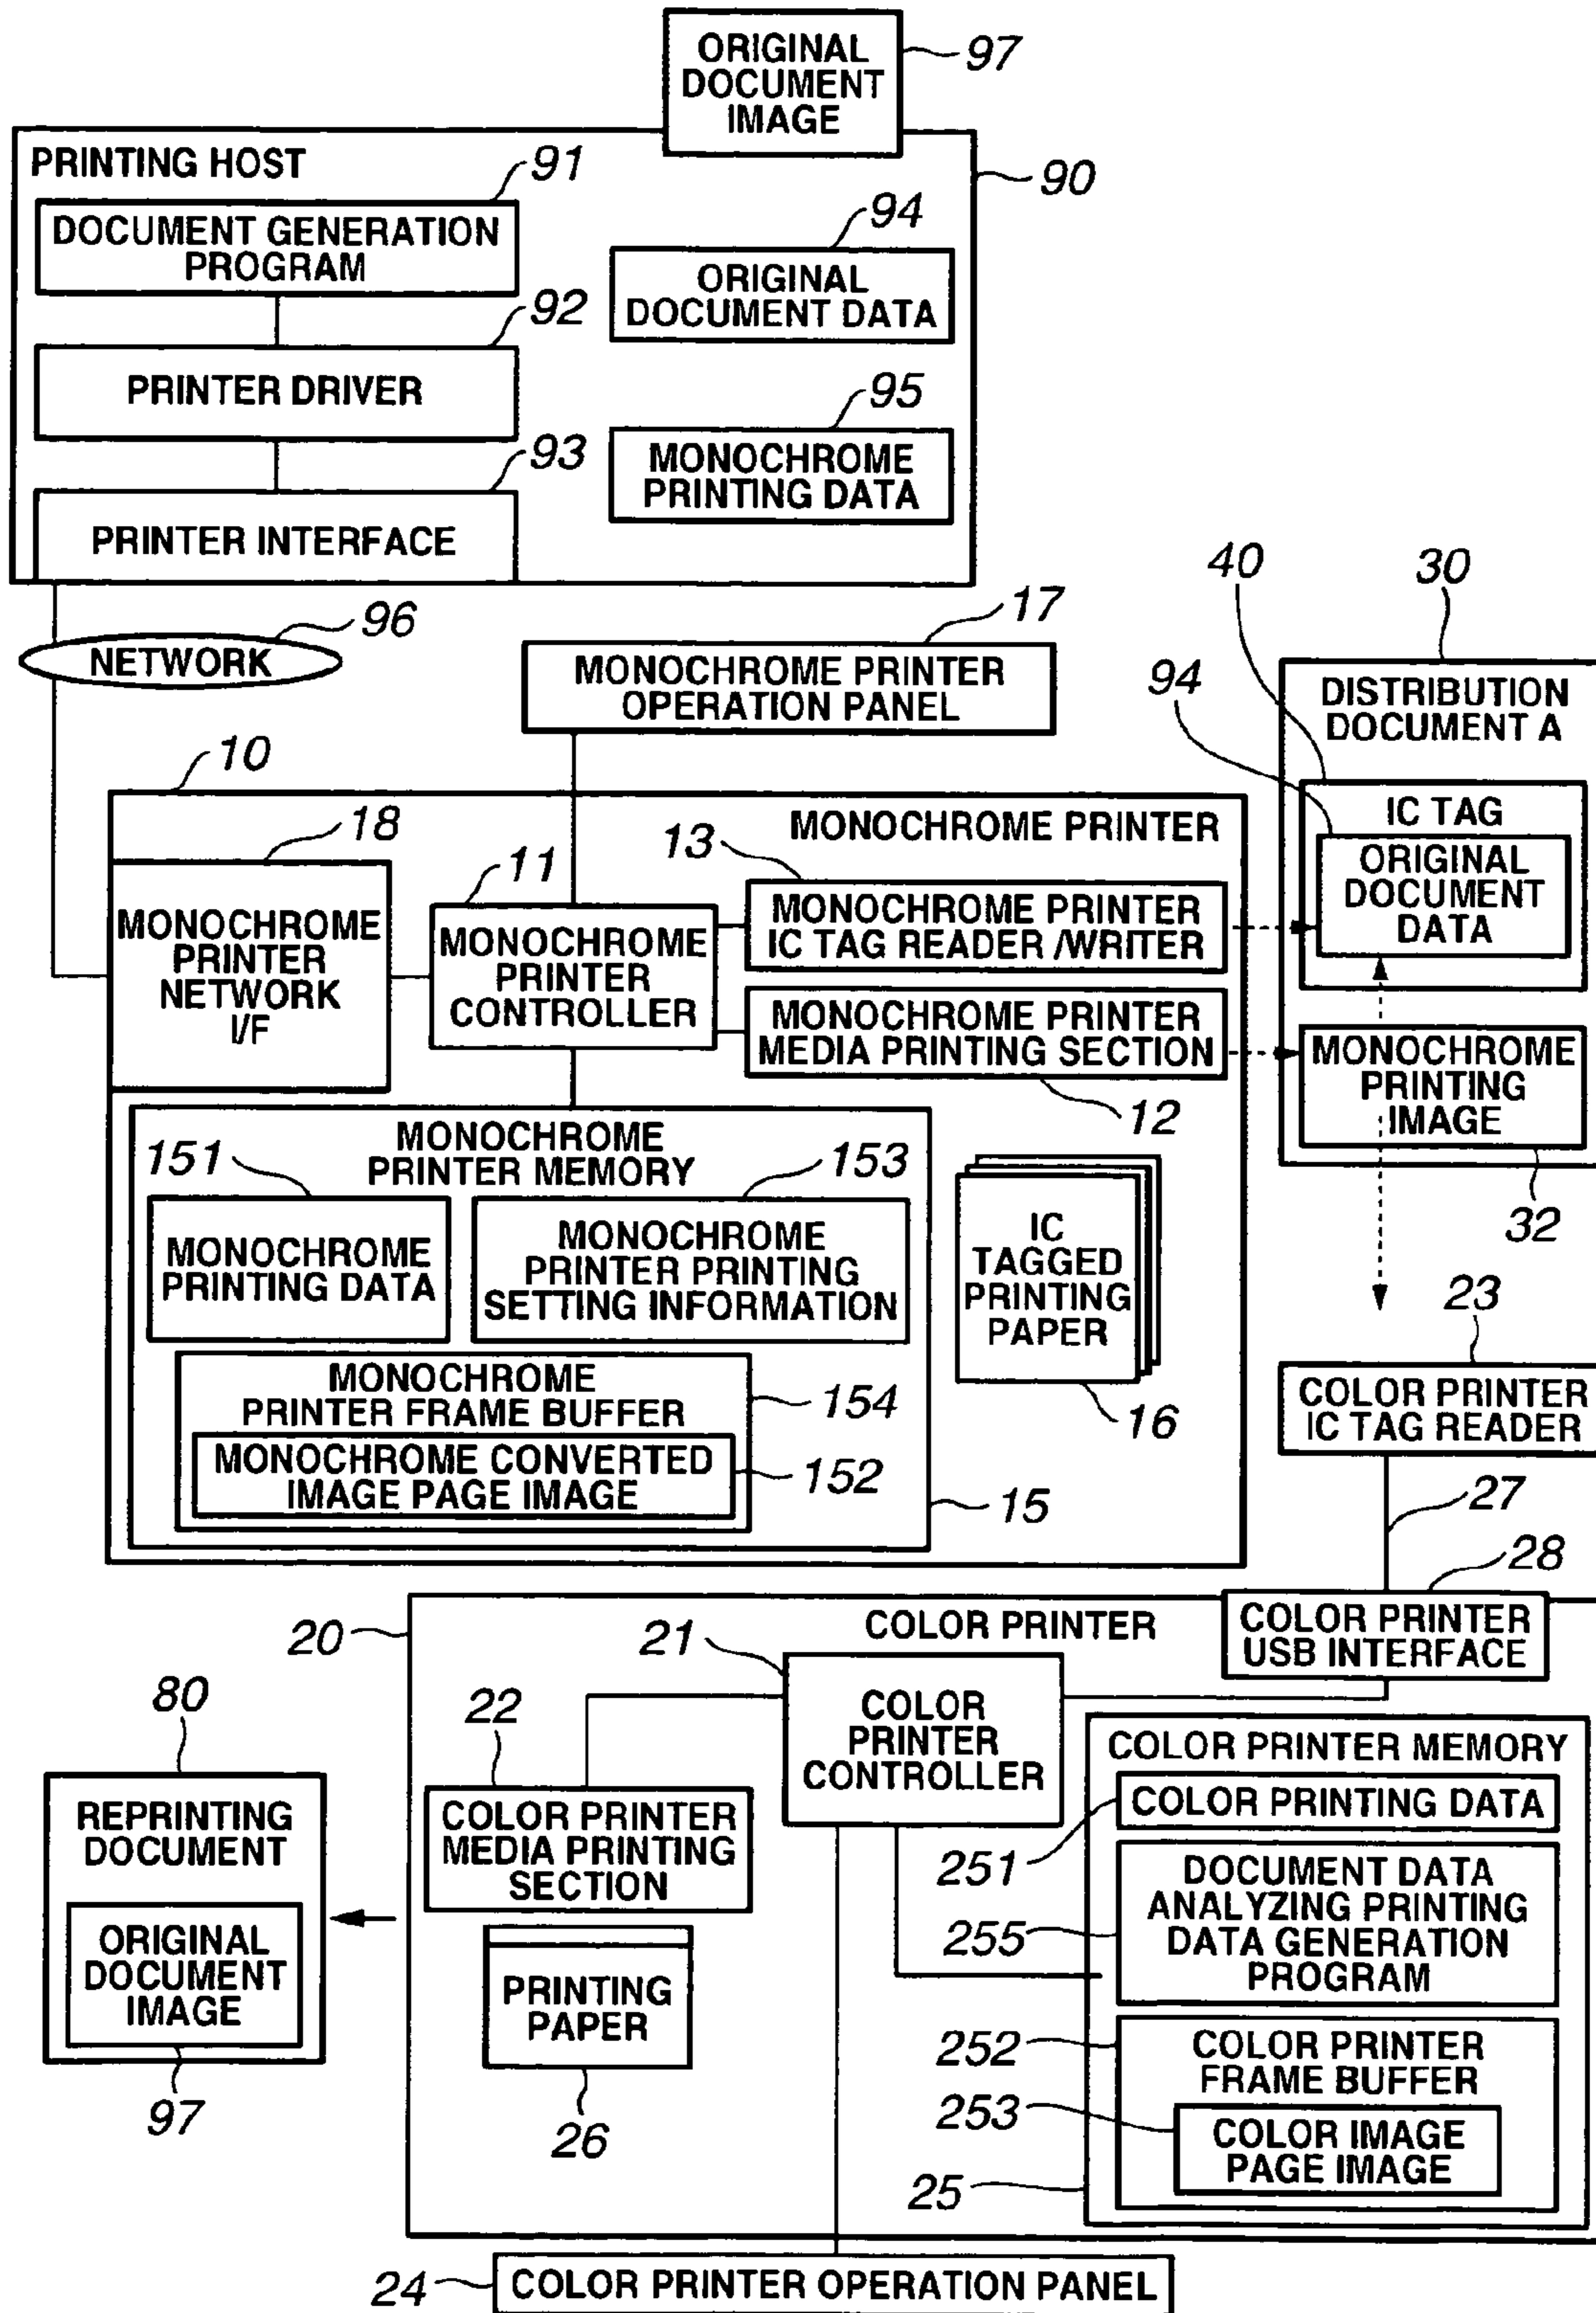 ORIGINAL
DOCUMENT
IMAGE
97
PRINTING HOST
90
91
DOCUMENT GENERATION
PROGRAM
94
ORIGINAL
DOCUMENT DATA
92
PRINTER DRIVER
95
MONOCHROME
PRINTING DATA
93
PRINTER INTERFACE
96
NETWORK
17
MONOCHROME PRINTER
OPERATION PANEL
40
30
94
DISTRIBUTION
DOCUMENT A
IC TAG
ORIGINAL
DOCUMENT
DATA
MONOCHROME
PRINTING
IMAGE
32
10
MONOCHROME PRINTER
18
MONOCHROME
PRINTER
NETWORK
I/F
11
MONOCHROME
PRINTER
CONTROLLER
13
MONOCHROME PRINTER
IC TAG READER /WRITER
MONOCHROME PRINTER
MEDIA PRINTING SECTION
12
MONOCHROME
PRINTER MEMORY
151
MONOCHROME
PRINTING DATA
153
MONOCHROME
PRINTER PRINTING
SETTING INFORMATION
IC
TAGGED
PRINTING
PAPER
16
MONOCHROME
PRINTER FRAME BUFFER
154
MONOCHROME CONVERTED
IMAGE PAGE IMAGE
152
15
23
COLOR PRINTER
IC TAG READER
27
28
COLOR PRINTER
USB INTERFACE
20
COLOR PRINTER
21
COLOR
PRINTER
CONTROLLER
22
COLOR PRINTER
MEDIA PRINTING
SECTION
PRINTING
PAPER
26
80
REPRINTING
DOCUMENT
ORIGINAL
DOCUMENT
IMAGE
97
COLOR PRINTER MEMORY
COLOR PRINTING DATA
251
DOCUMENT DATA
ANALYZING PRINTING
DATA GENERATION
PROGRAM
255
252
COLOR PRINTER
FRAME BUFFER
253
COLOR IMAGE
PAGE IMAGE
25
24
COLOR PRINTER OPERATION PANEL